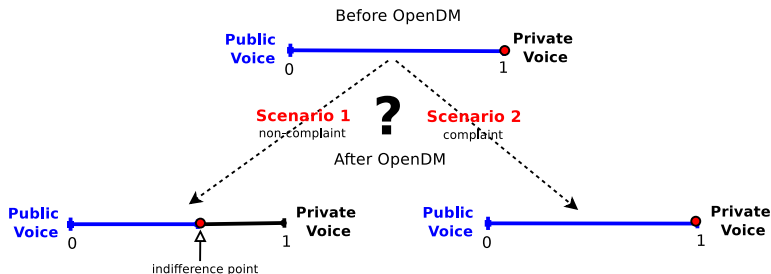 Before OpenDM
Public
Voice
Private
Voice
0
1
Scenario 1
non-complaint
?
Scenario 2
complaint
After OpenDM
Public
Voice
Private
Voice
0
1
indifference point
Public
Voice
Private
Voice
0
1